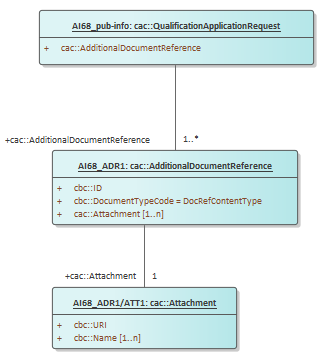 AI68_pub-info: cac::QualificationApplicationRequest
+ cac::AdditionalDocumentReference
+cac::AdditionalDocumentReference 1..*
AI68_ADR1: cac::AdditionalDocumentReference
+ cbc::ID
+ cbc::DocumentTypeCode = DocRefContentType
+ cac::Attachment [1..n]
+cac::Attachment 1
AI68_ADR1/ATT1: cac::Attachment
+ cbc::URI
+ cbc::Name [1..n]